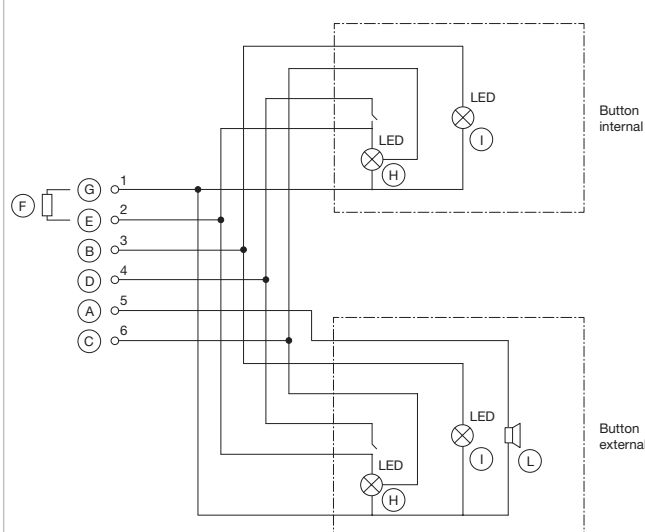 LED
I
Button
internal
LED
H
G 1
F
E 2
B 3
D 4
A 5
C 6
LED
I
L
Button
external
LED
H